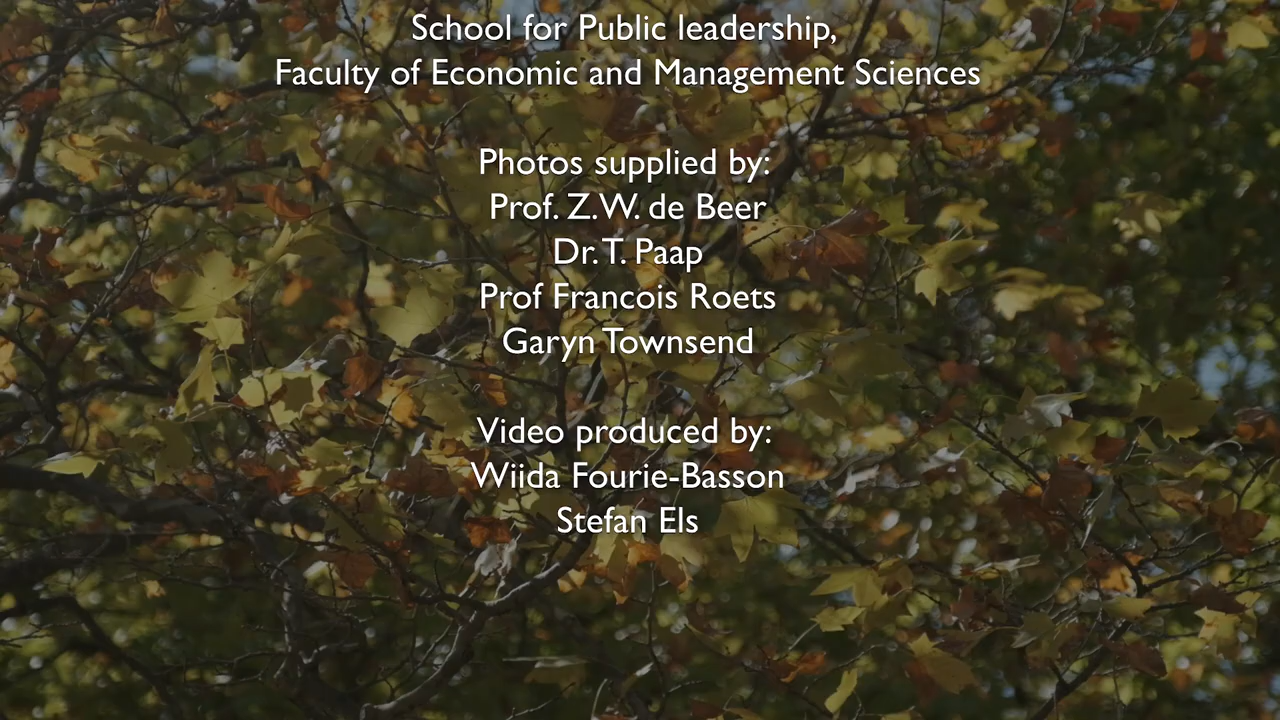 School for Public leadership,
Faculty of Economic and Management Sciences
Photos supplied by:
Prof. Z.W. de Beer
Dr. T. Paap
Prof Francois Roets
Garyn Townsend
Video produced by:
Wiida Fourie-Basson
Stefan Els